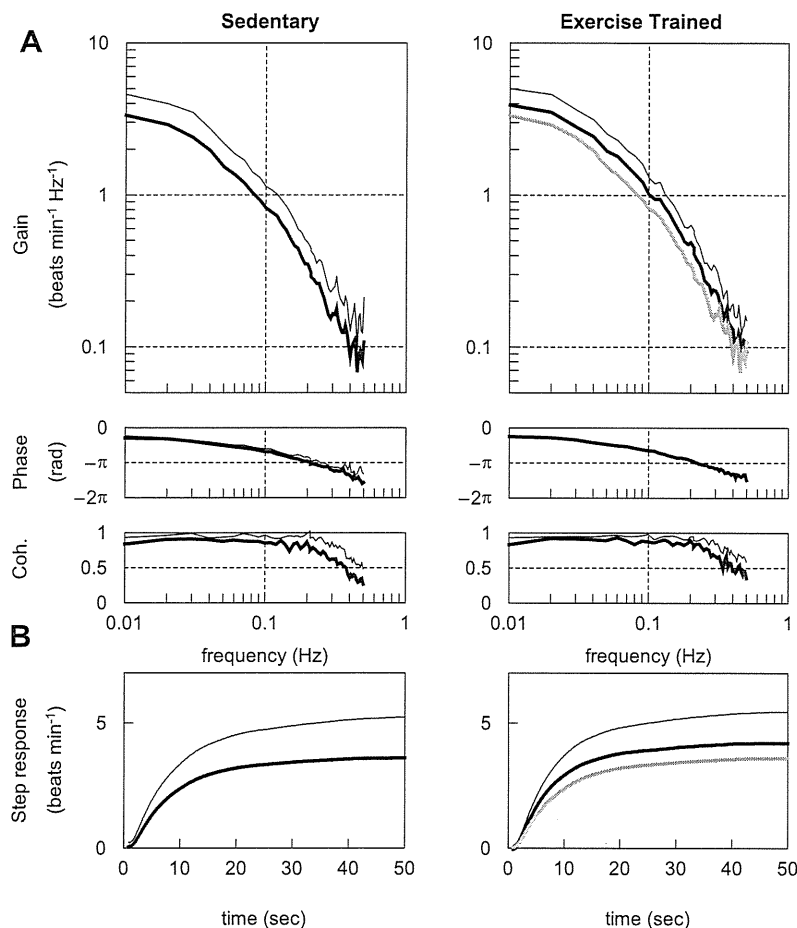 Sedentary
Exercise Trained
A
Gain
(beats min⁻¹ Hz⁻¹)
10
1
0.1
10
1
0.1
Phase
(rad)
0
−π
−2π
0
−π
−2π
Coh.
1
0.5
0
1
0.5
0
0.01 0.1 1
0.01 0.1 1
frequency (Hz)
frequency (Hz)
B
Step response
(beats min⁻¹)
5
0
5
0
0 10 20 30 40 50
0 10 20 30 40 50
time (sec)
time (sec)